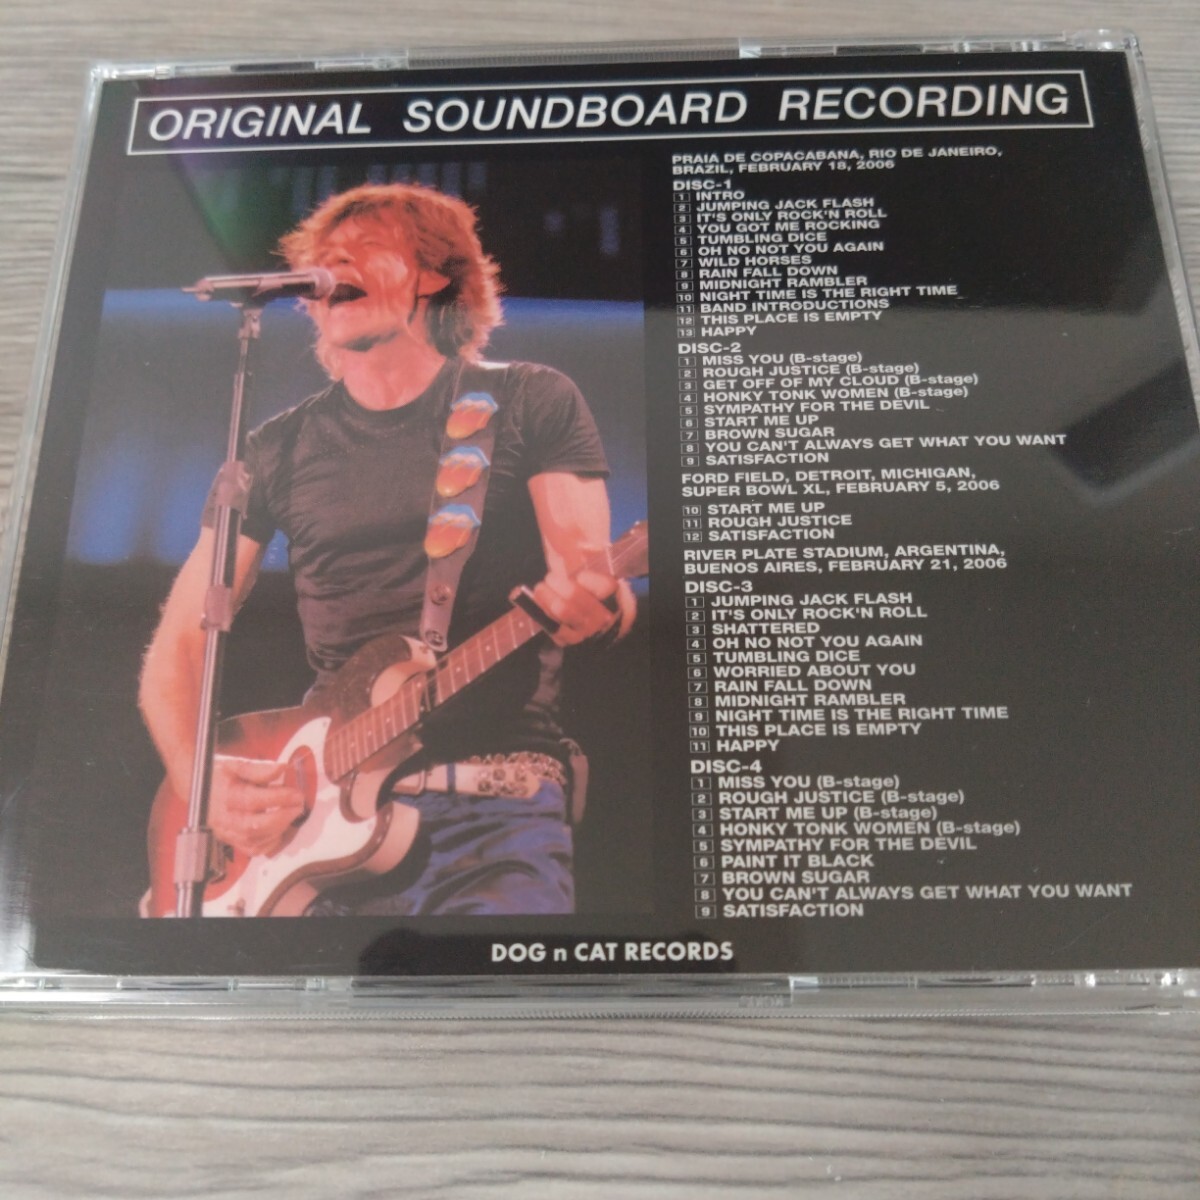 ORIGINAL SOUNDBOARD RECORDING
PRAIA DE COPACABANA, RIO DE JANEIRO,
BRAZIL, FEBRUARY 18, 2006
DISC-1
1 INTRO
2 JUMPING JACK FLASH
3 IT'S ONLY ROCK'N ROLL
4 YOU GOT ME ROCKING
5 TUMBLING DICE
6 OH NO NOT YOU AGAIN
7 WILD HORSES
8 RAIN FALL DOWN
9 MIDNIGHT RAMBLER
10 NIGHT TIME IS THE RIGHT TIME
11 BAND INTRODUCTIONS
12 THIS PLACE IS EMPTY
13 HAPPY
DISC-2
1 MISS YOU (B-stage)
2 ROUGH JUSTICE (B-stage)
3 GET OFF OF MY CLOUD (B-stage)
4 HONKY TONK WOMEN (B-stage)
5 SYMPATHY FOR THE DEVIL
6 START ME UP
7 BROWN SUGAR
8 YOU CAN'T ALWAYS GET WHAT YOU WANT
9 SATISFACTION
FORD FIELD, DETROIT, MICHIGAN,
SUPER BOWL XL, FEBRUARY 5, 2006
10 START ME UP
11 ROUGH JUSTICE
12 SATISFACTION
RIVER PLATE STADIUM, ARGENTINA,
BUENOS AIRES, FEBRUARY 21, 2006
DISC-3
1 JUMPING JACK FLASH
2 IT'S ONLY ROCK'N ROLL
3 SHATTERED
4 OH NO NOT YOU AGAIN
5 TUMBLING DICE
6 WORRIED ABOUT YOU
7 RAIN FALL DOWN
8 MIDNIGHT RAMBLER
9 NIGHT TIME IS THE RIGHT TIME
10 THIS PLACE IS EMPTY
11 HAPPY
DISC-4
1 MISS YOU (B-stage)
2 ROUGH JUSTICE (B-stage)
3 START ME UP (B-stage)
4 HONKY TONK WOMEN (B-stage)
5 SYMPATHY FOR THE DEVIL
6 PAINT IT BLACK
7 BROWN SUGAR
8 YOU CAN'T ALWAYS GET WHAT YOU WANT
9 SATISFACTION
DOG n CAT RECORDS